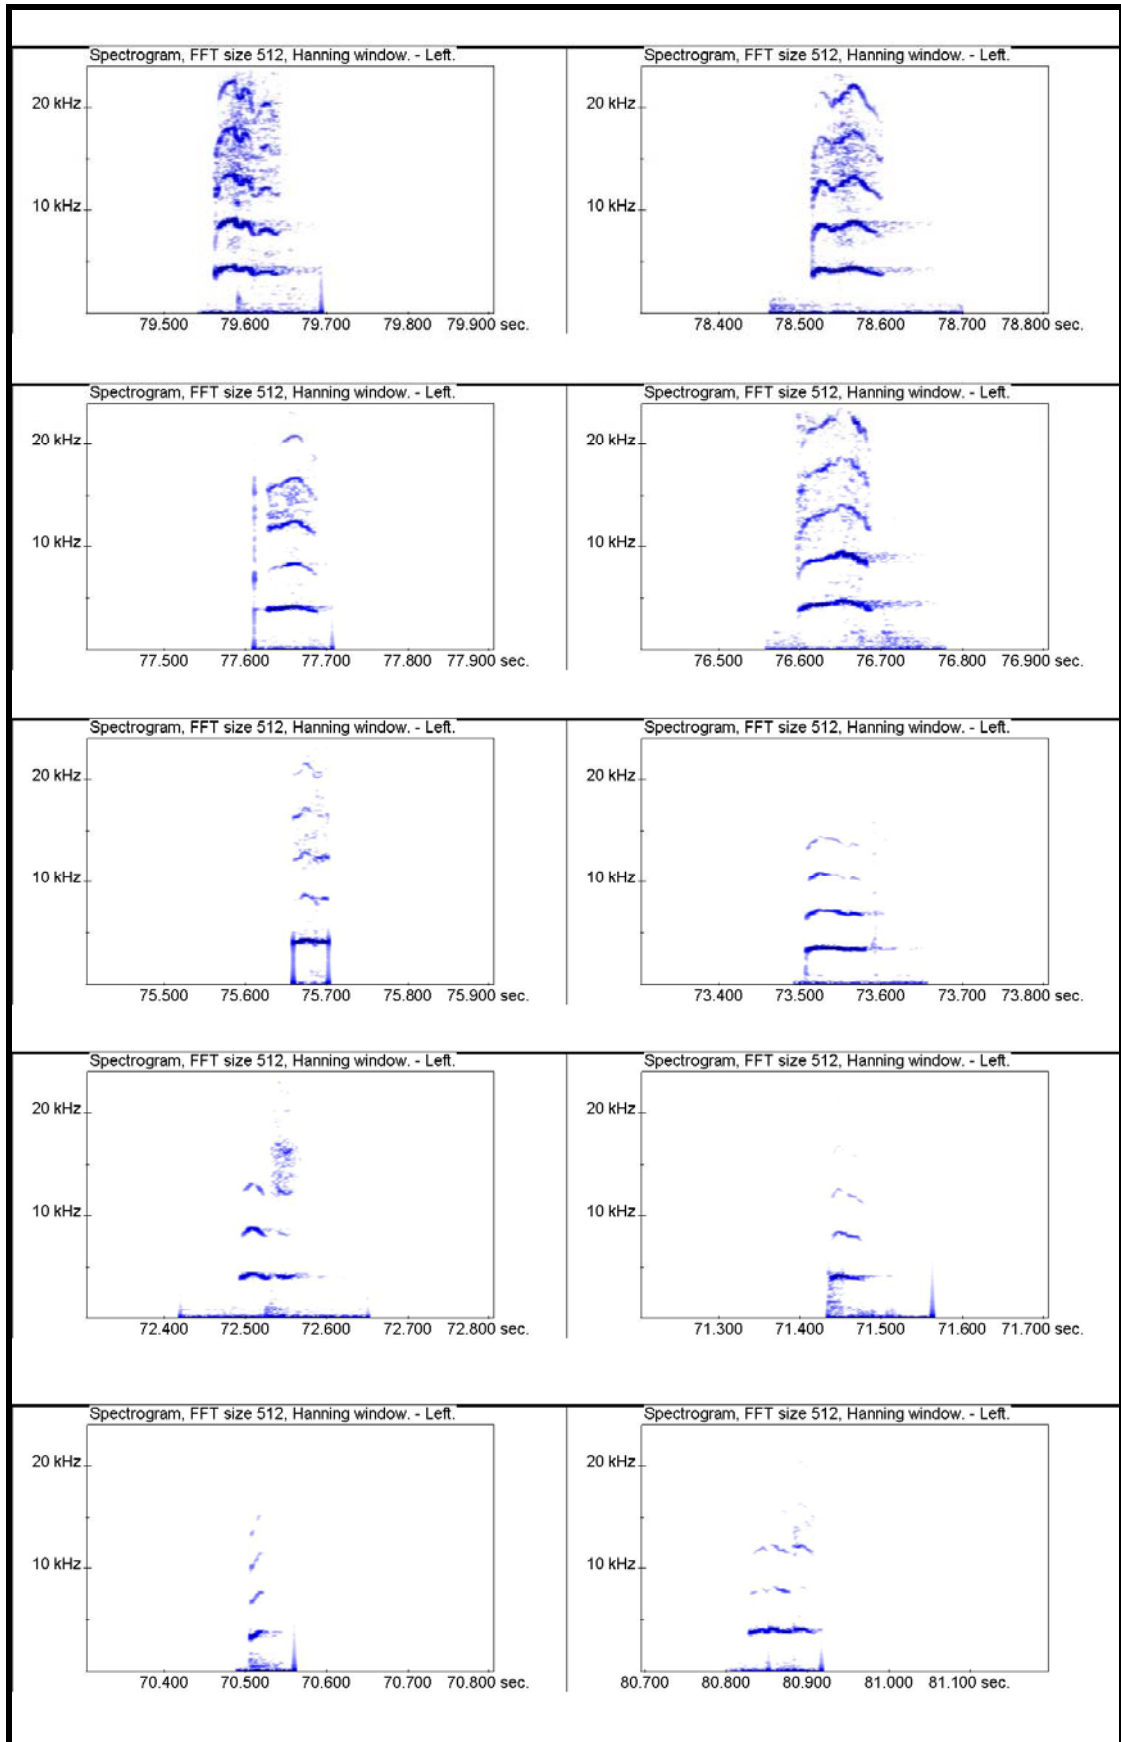 Spectrogram, FFT size 512, Hanning window. - Left.
20 kHz
10 kHz
79.500 79.600 79.700 79.800 79.900 sec.
Spectrogram, FFT size 512, Hanning window. - Left.
20 kHz
10 kHz
78.400 78.500 78.600 78.700 78.800 sec.
Spectrogram, FFT size 512, Hanning window. - Left.
20 kHz
10 kHz
77.500 77.600 77.700 77.800 77.900 sec.
Spectrogram, FFT size 512, Hanning window. - Left.
20 kHz
10 kHz
76.500 76.600 76.700 76.800 76.900 sec.
Spectrogram, FFT size 512, Hanning window. - Left.
20 kHz
10 kHz
75.500 75.600 75.700 75.800 75.900 sec.
Spectrogram, FFT size 512, Hanning window. - Left.
20 kHz
10 kHz
73.400 73.500 73.600 73.700 73.800 sec.
Spectrogram, FFT size 512, Hanning window. - Left.
20 kHz
10 kHz
72.400 72.500 72.600 72.700 72.800 sec.
Spectrogram, FFT size 512, Hanning window. - Left.
20 kHz
10 kHz
71.300 71.400 71.500 71.600 71.700 sec.
Spectrogram, FFT size 512, Hanning window. - Left.
20 kHz
10 kHz
70.400 70.500 70.600 70.700 70.800 sec.
Spectrogram, FFT size 512, Hanning window. - Left.
20 kHz
10 kHz
80.700 80.800 80.900 81.000 81.100 sec.